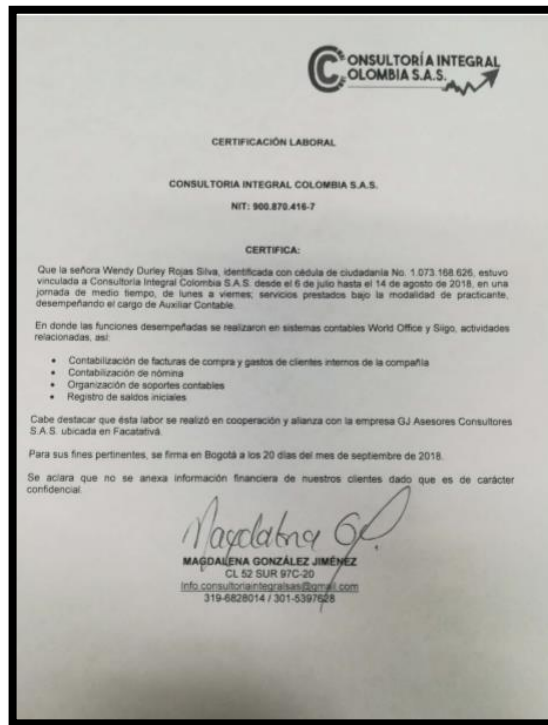 CONSULTORÍA INTEGRAL
COLOMBIA S.A.S.
CERTIFICACIÓN LABORAL
CONSULTORIA INTEGRAL COLOMBIA S.A.S.
NIT: 900.870.416-7
CERTIFICA:
Que la señora Wendy Durley Rojas Silva, identificada con cédula de ciudadanía No. 1.073.168.626, estuvo
vinculada a Consultoría Integral Colombia S.A.S. desde el 6 de julio hasta el 14 de agosto de 2018, en una
jornada de medio tiempo, de lunes a viernes; servicios prestados bajo la modalidad de practicante,
desempeñando el cargo de Auxiliar Contable.
En donde las funciones desempeñadas se realizaron en sistemas contables World Office y Siigo, actividades
relacionadas, así:
• Contabilización de facturas de compra y gastos de clientes internos de la compañía
• Contabilización de nómina
• Organización de soportes contables
• Registro de saldos iniciales
Cabe destacar que ésta labor se realizó en cooperación y alianza con la empresa GJ Asesores Consultores
S.A.S. ubicada en Facatativá.
Para sus fines pertinentes, se firma en Bogotá a los 20 días del mes de septiembre de 2018.
Se aclara que no se anexa información financiera de nuestros clientes dado que es de carácter
confidencial.
Magdalena G
MAGDALENA GONZÁLEZ JIMÉNEZ
CL 52 SUR 97C-20
Info.consultoriaintegralsas@gmail.com
319-6828014 / 301-5397628